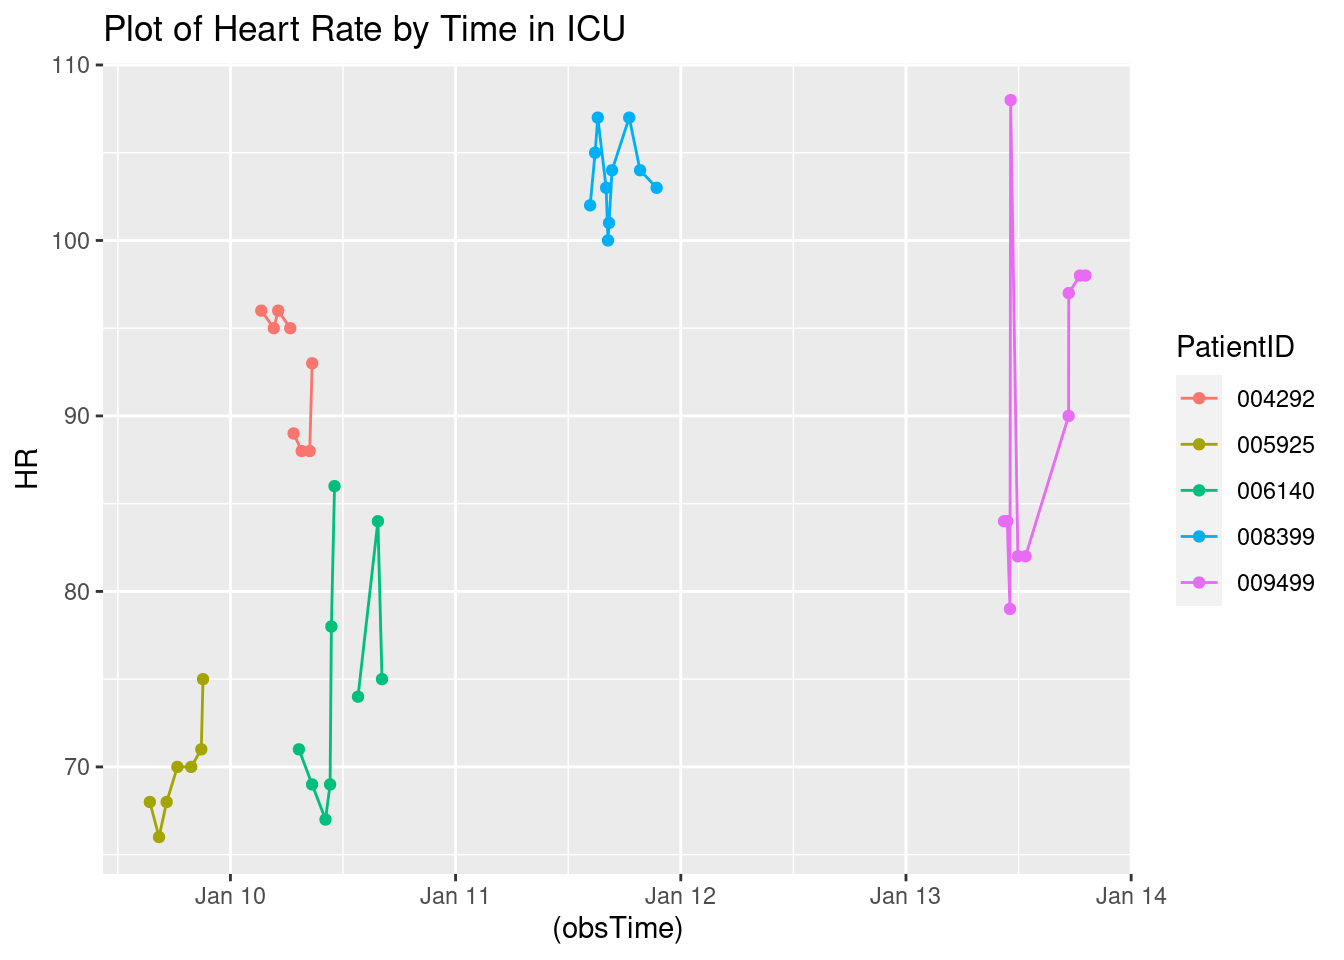 Plot of Heart Rate by Time in ICU
110
100
90
80
70
HR
Jan 10
Jan 11
Jan 12
Jan 13
Jan 14
(obsTime)
PatientID
004292
005925
006140
008399
009499